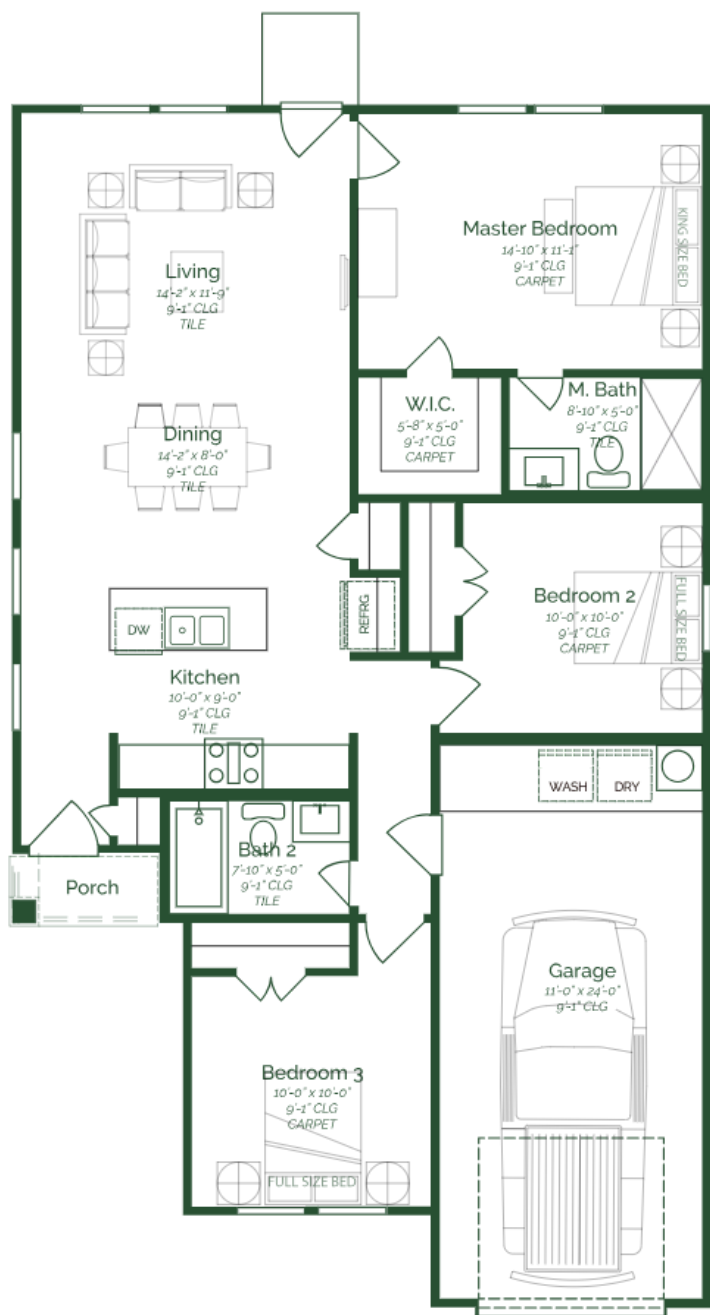 Master Bedroom
14'-10" x 11'-1"
9'-1" CLG
CARPET
KING SIZE BED
Living
14'-2" x 11'-9"
9'-1" CLG
TILE
W.I.C.
5'-8" x 5'-0"
9'-1" CLG
CARPET
M. Bath
8'-10" x 5'-0"
9'-1" CLG
TILE
Dining
14'-2" x 8'-0"
9'-1" CLG
TILE
Bedroom 2
10'-0" x 10'-0"
9'-1" CLG
CARPET
FULL SIZE BED
REFRG
DW
Kitchen
10'-0" x 9'-0"
9'-1" CLG
TILE
WASH
DRY
Bath 2
7'-10" x 5'-0"
9'-1" CLG
TILE
Porch
Garage
11'-0" x 24'-0"
9'-1" CLG
Bedroom 3
10'-0" x 10'-0"
9'-1" CLG
CARPET
FULL SIZE BED